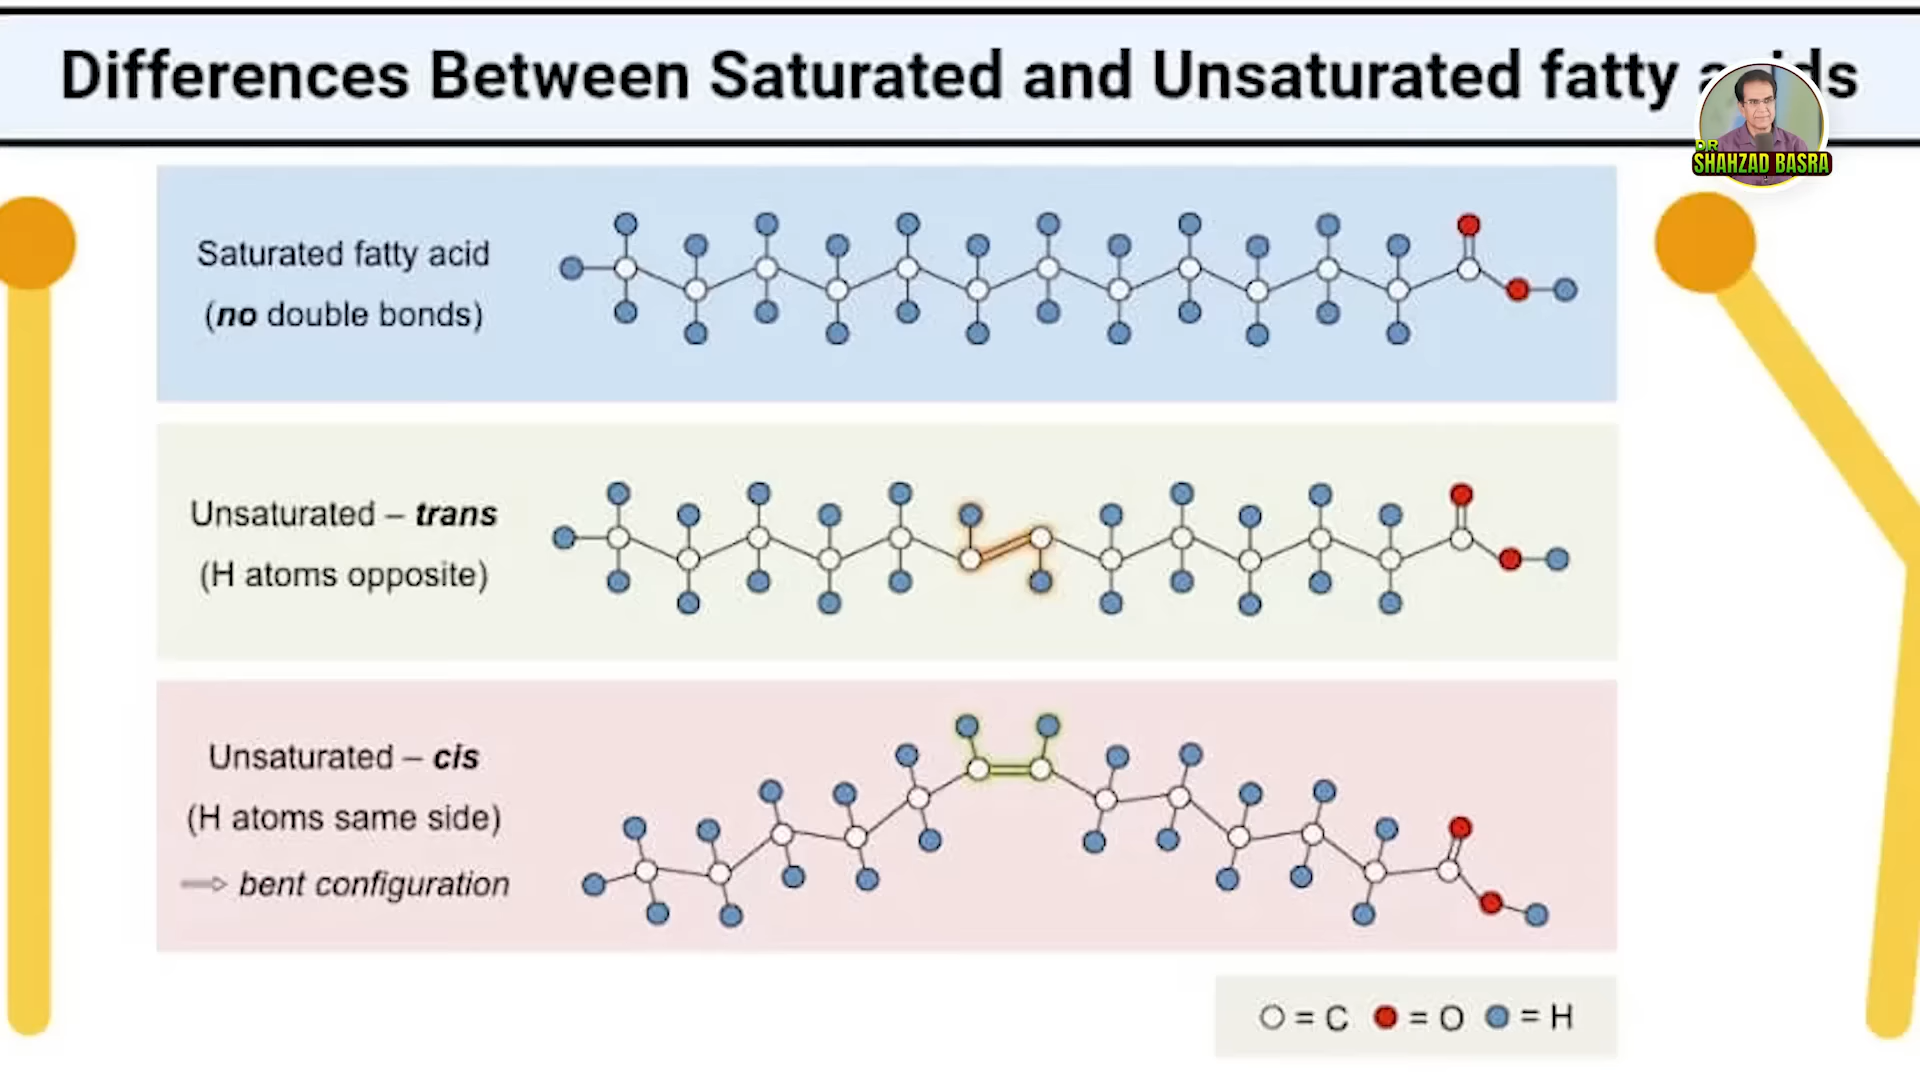 Differences Between Saturated and Unsaturated fatty
DR
SHAHZAD BASRA
Saturated fatty acid
(no double bonds)
Unsaturated – trans
(H atoms opposite)
Unsaturated – cis
(H atoms same side)
⇒ bent configuration
= C = O = H